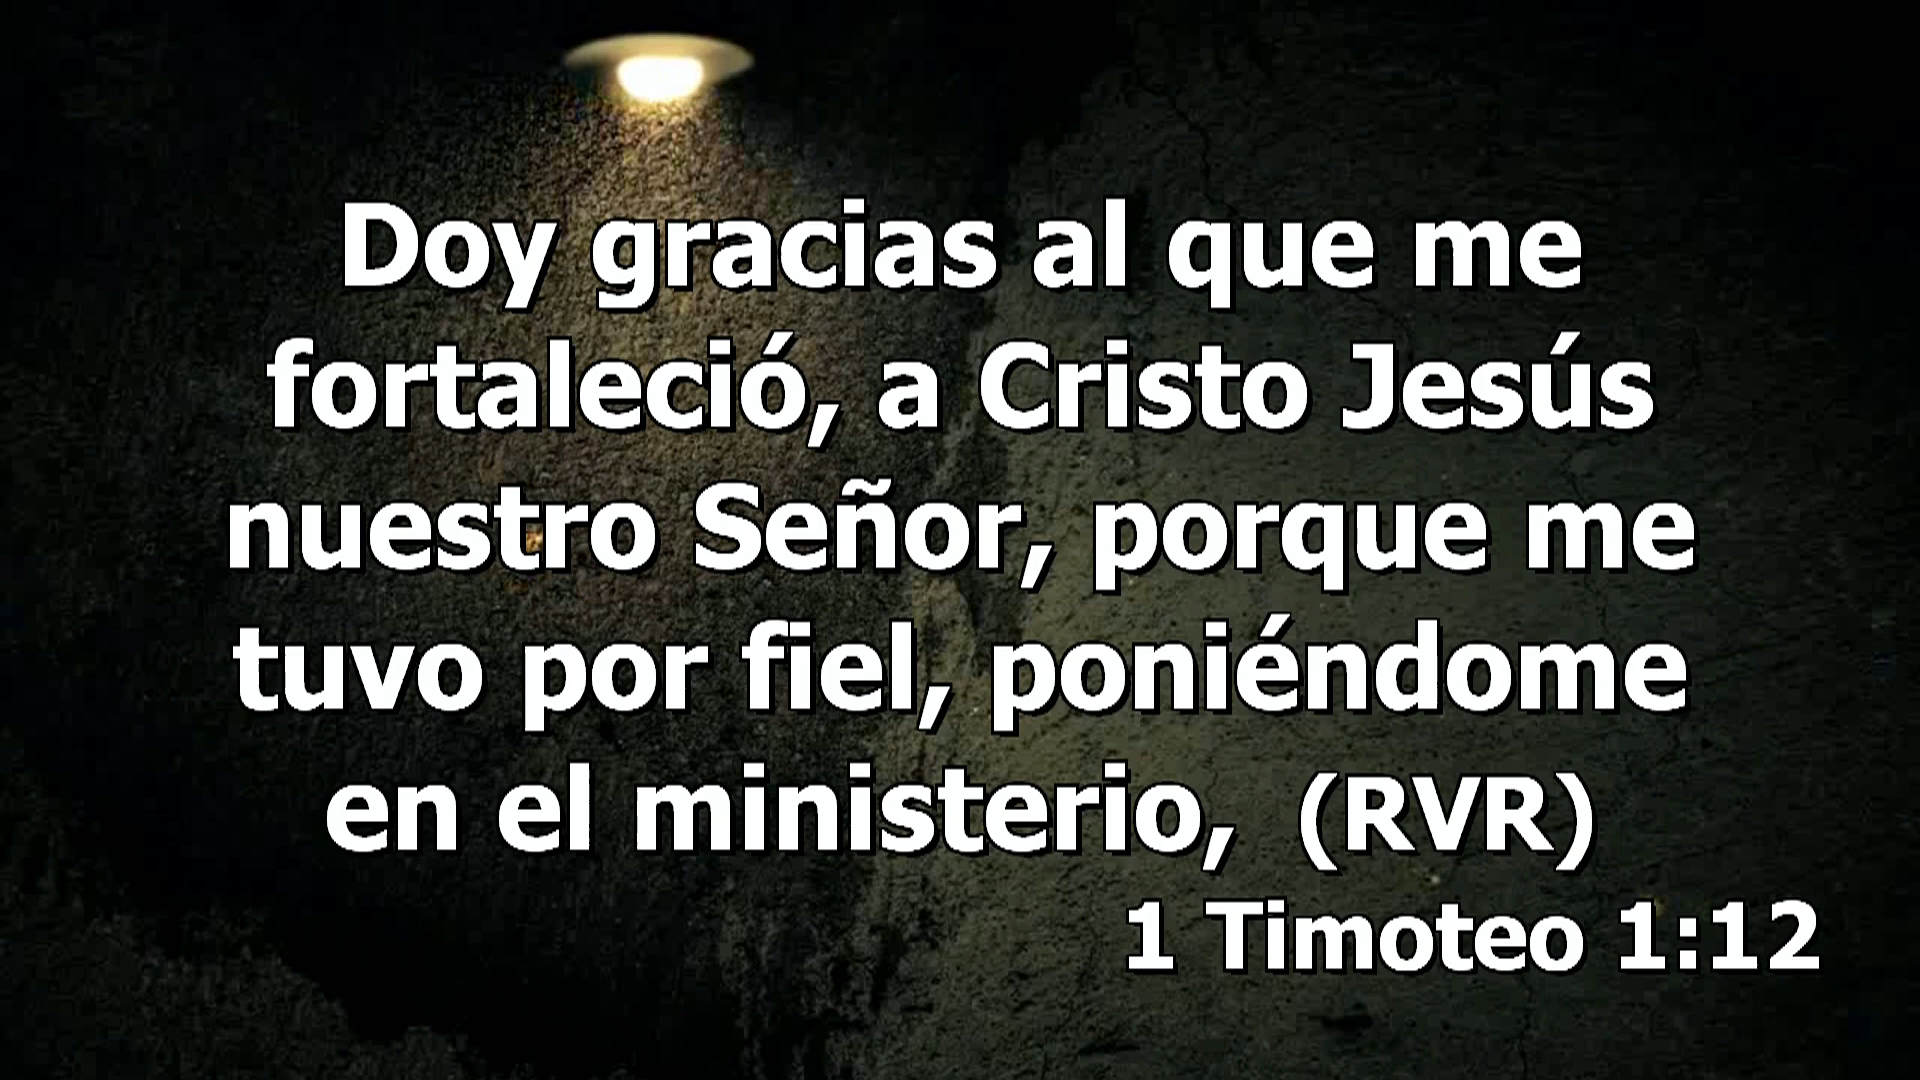 Doy gracias al que me
fortaleció, a Cristo Jesús
nuestro Señor, porque me
tuvo por fiel, poniéndome
en el ministerio,  (RVR)
1 Timoteo 1:12